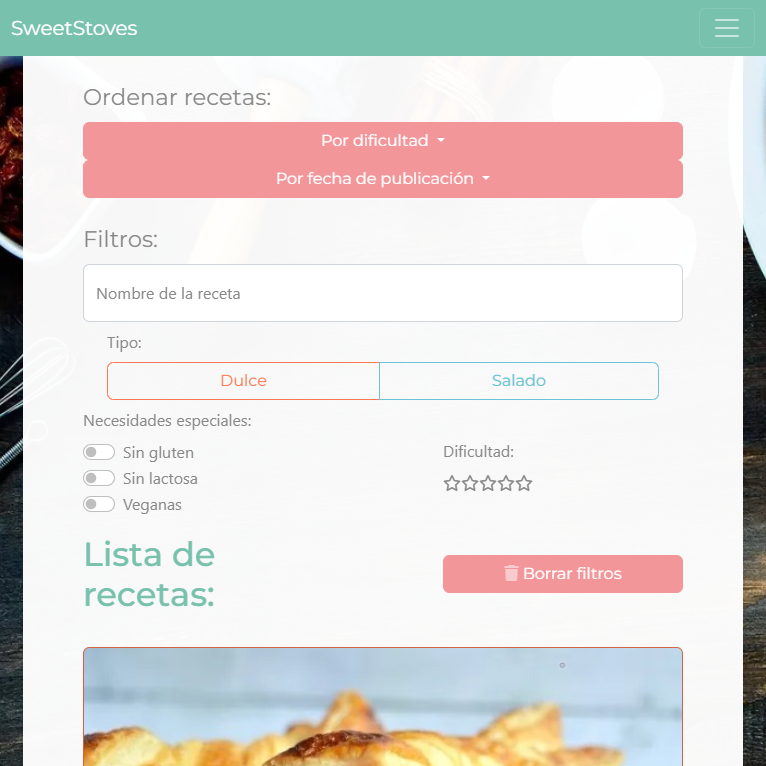 SweetStoves
Ordenar recetas:
Por dificultad
Por fecha de publicación
Filtros:
Nombre de la receta
Tipo:
Dulce
Salado
Necesidades especiales:
Sin gluten
Sin lactosa
Veganas
Dificultad:
Lista de
recetas:
Borrar filtros